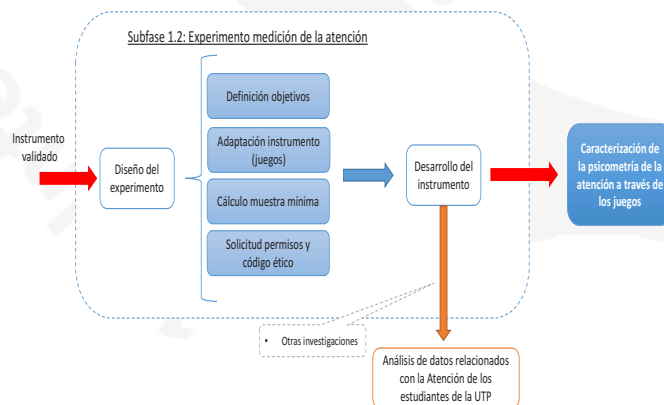 Subfase 1.2: Experimento medición de la atención
Instrumento
validado
Diseño del
experimento
Definición objetivos
Adaptación instrumento
(juegos)
Cálculo muestra mínima
Solicitud permisos y
código ético
Desarrollo del
instrumento
Caracterización de
la psicometría de la
atención a través de
los juegos
• Otras investigaciones
Análisis de datos relacionados
con la Atención de los
estudiantes de la UTP